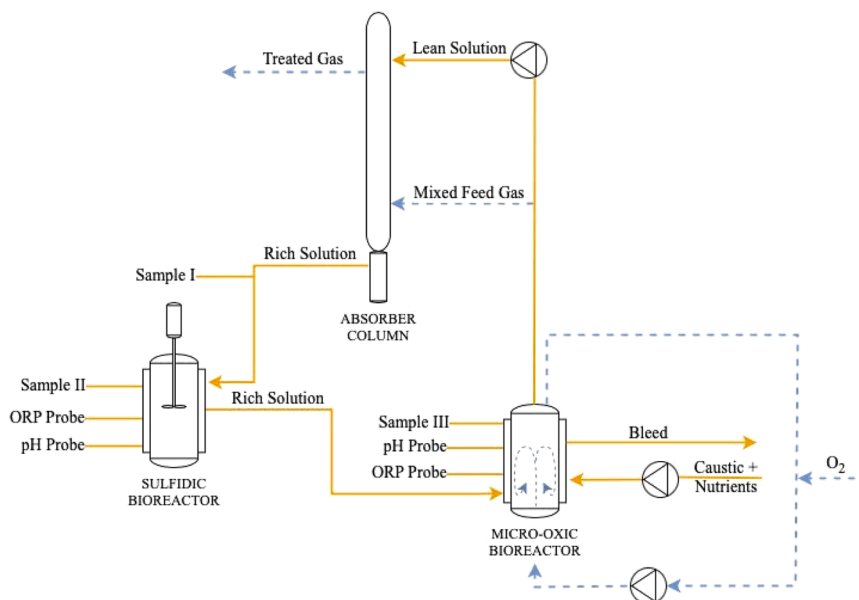 Lean Solution
Treated Gas
Mixed Feed Gas
Rich Solution
Sample I
ABSORBER
COLUMN
Sample II
ORP Probe
pH Probe
Rich Solution
SULFIDIC
BIOREACTOR
Sample III
pH Probe
ORP Probe
Bleed
Caustic +
Nutrients
O₂
MICRO-OXIC
BIOREACTOR